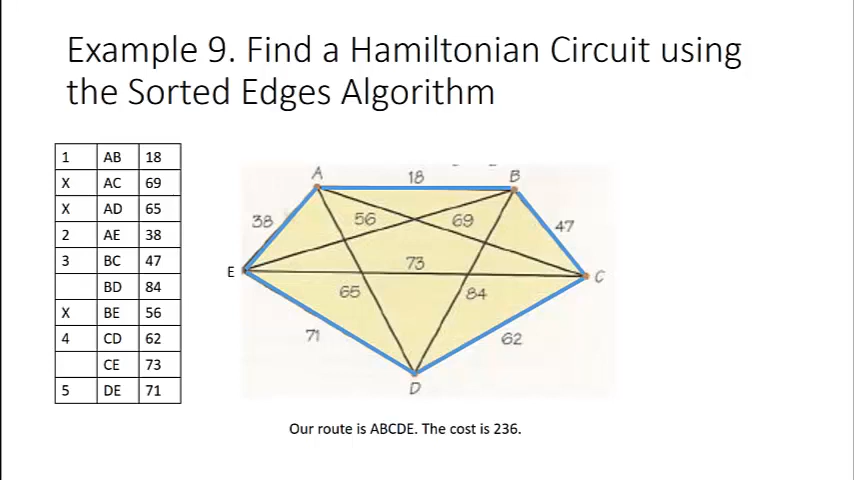 Example 9. Find a Hamiltonian Circuit using
the Sorted Edges Algorithm
1 AB 18
X AC 69
X AD 65
2 AE 38
3 BC 47
BD 84
X BE 56
4 CD 62
CE 73
5 DE 71
A 18 B
38 56 69 47
E 73 C
65 84
71 62
D
Our route is ABCDE. The cost is 236.